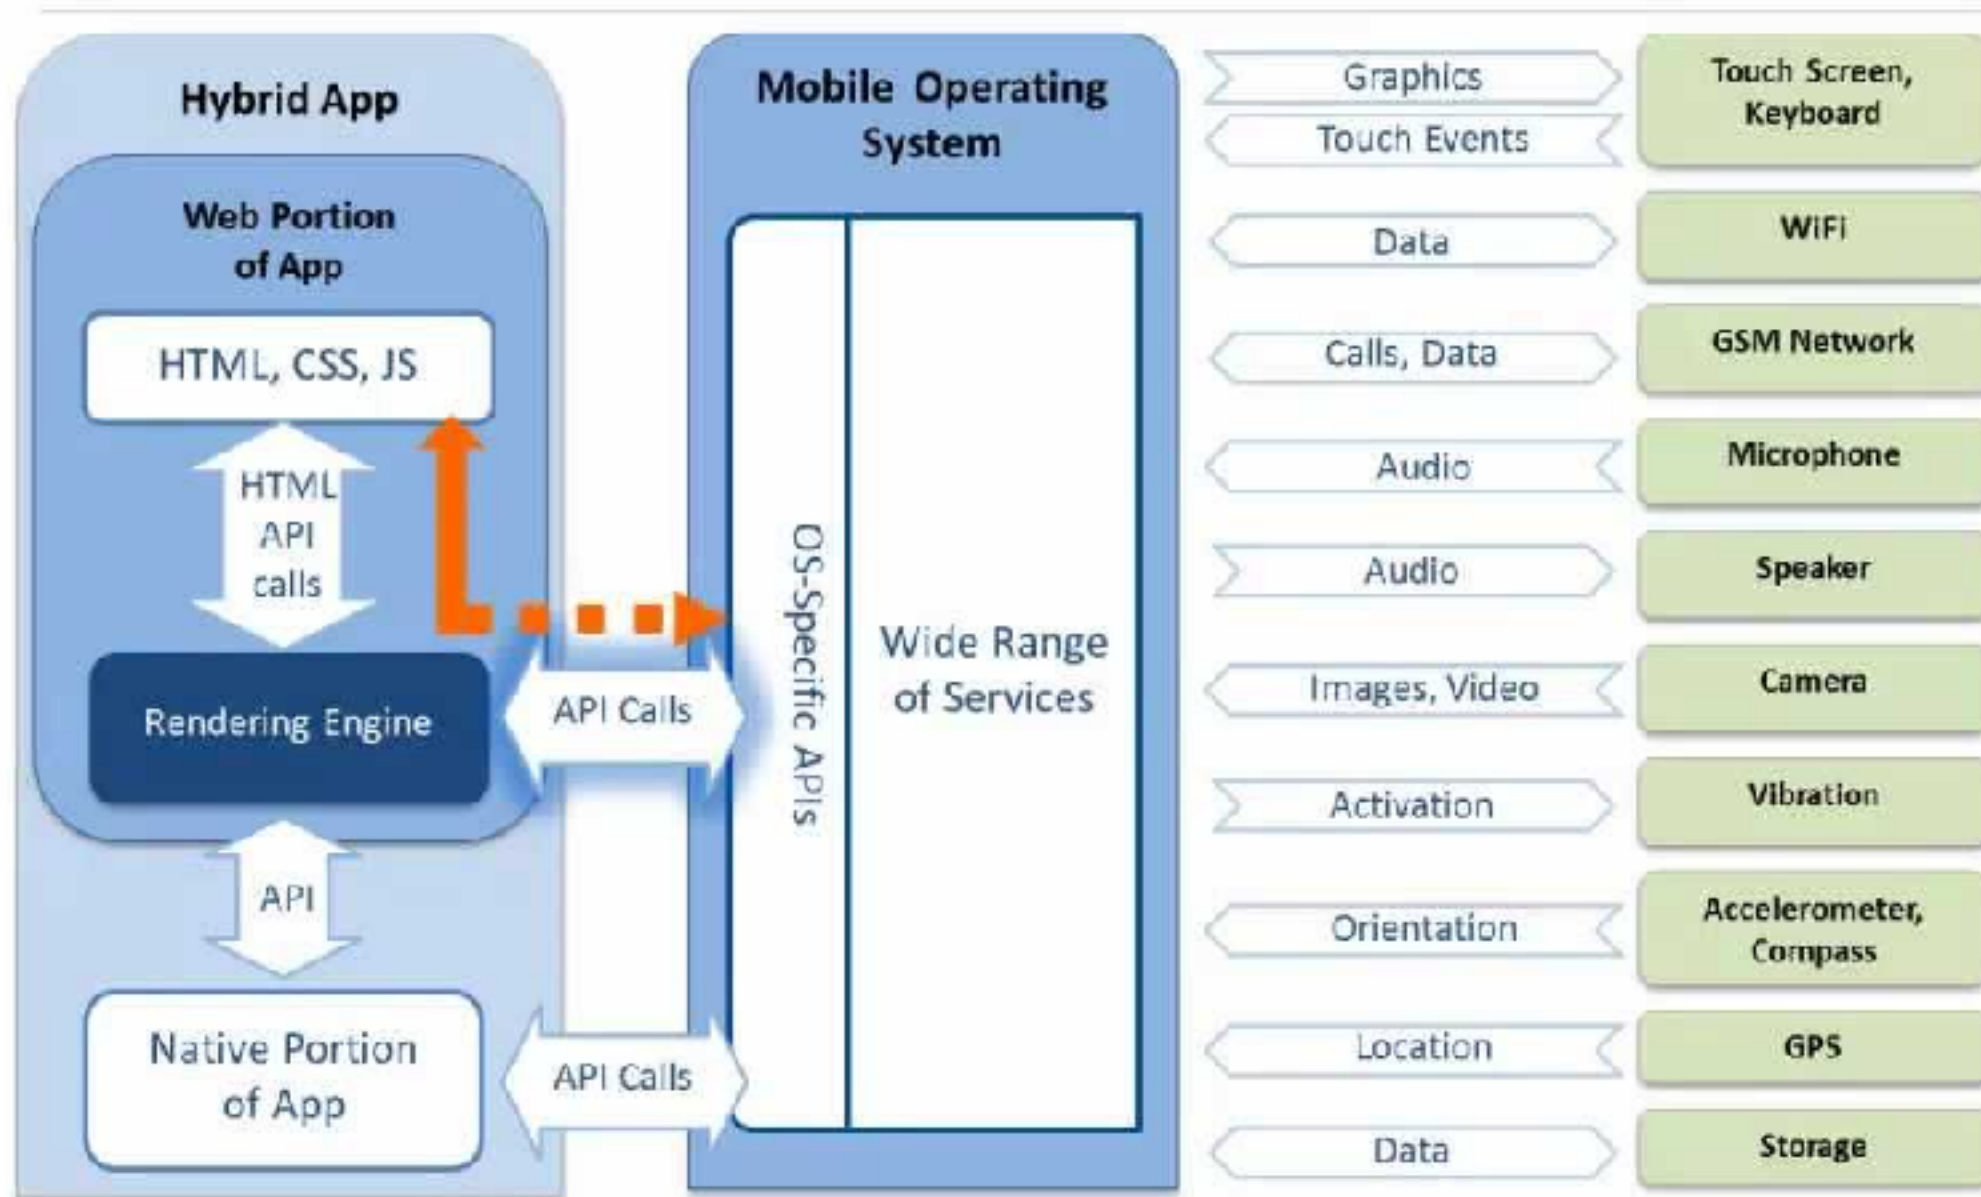 Hybrid App
Web Portion
of App
HTML, CSS, JS
HTML
API
calls
Rendering Engine
API
Native Portion
of App
API Calls
API Calls
Mobile Operating
System
OS-Specific APIs
Wide Range
of Services
Graphics
Touch Events
Touch Screen,
Keyboard
Data
WiFi
Calls, Data
GSM Network
Audio
Microphone
Audio
Speaker
Images, Video
Camera
Activation
Vibration
Orientation
Accelerometer,
Compass
Location
GPS
Data
Storage